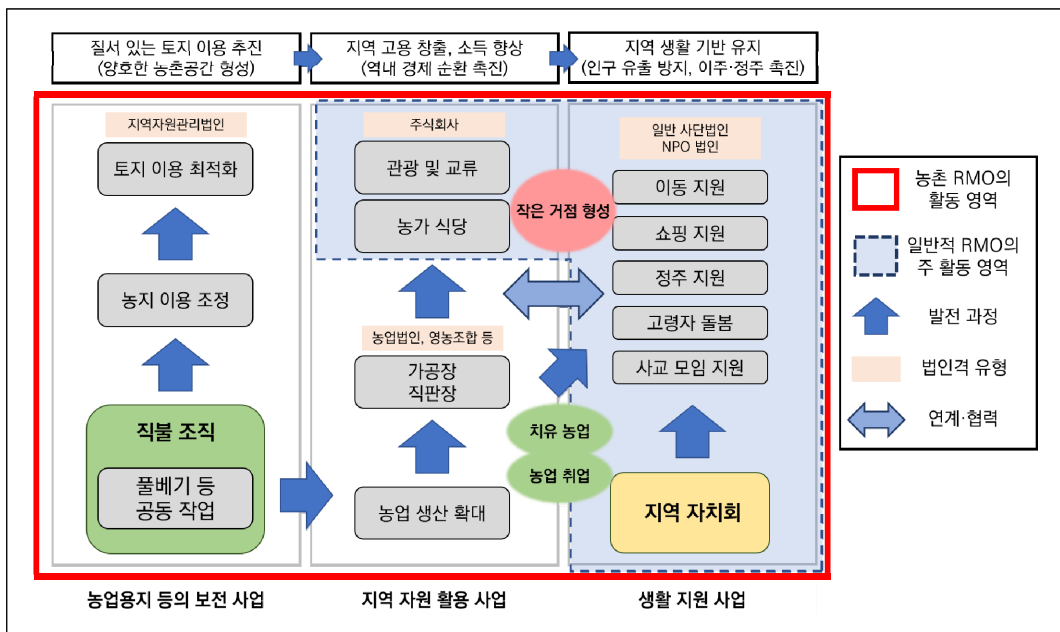 질서 있는 토지 이용 추진
(양호한 농촌공간 형성)
지역 고용 창출, 소득 향상
(역내 경제 순환 촉진)
지역 생활 기반 유지
(인구 유출 방지, 이주·정주 촉진)
지역자원관리법인
토지 이용 최적화
농지 이용 조정
직불 조직
풀베기 등
공동 작업
농업용지 등의 보전 사업
주식회사
관광 및 교류
농가 식당
농업법인, 영농조합 등
가공장
직판장
농업 생산 확대
지역 자원 활용 사업
작은 거점 형성
치유 농업
농업 취업
일반 사단법인
NPO 법인
이동 지원
쇼핑 지원
정주 지원
고령자 돌봄
사교 모임 지원
지역 자치회
생활 지원 사업
농촌 RMO의
활동 영역
일반적 RMO의
주 활동 영역
발전 과정
법인격 유형
연계·협력